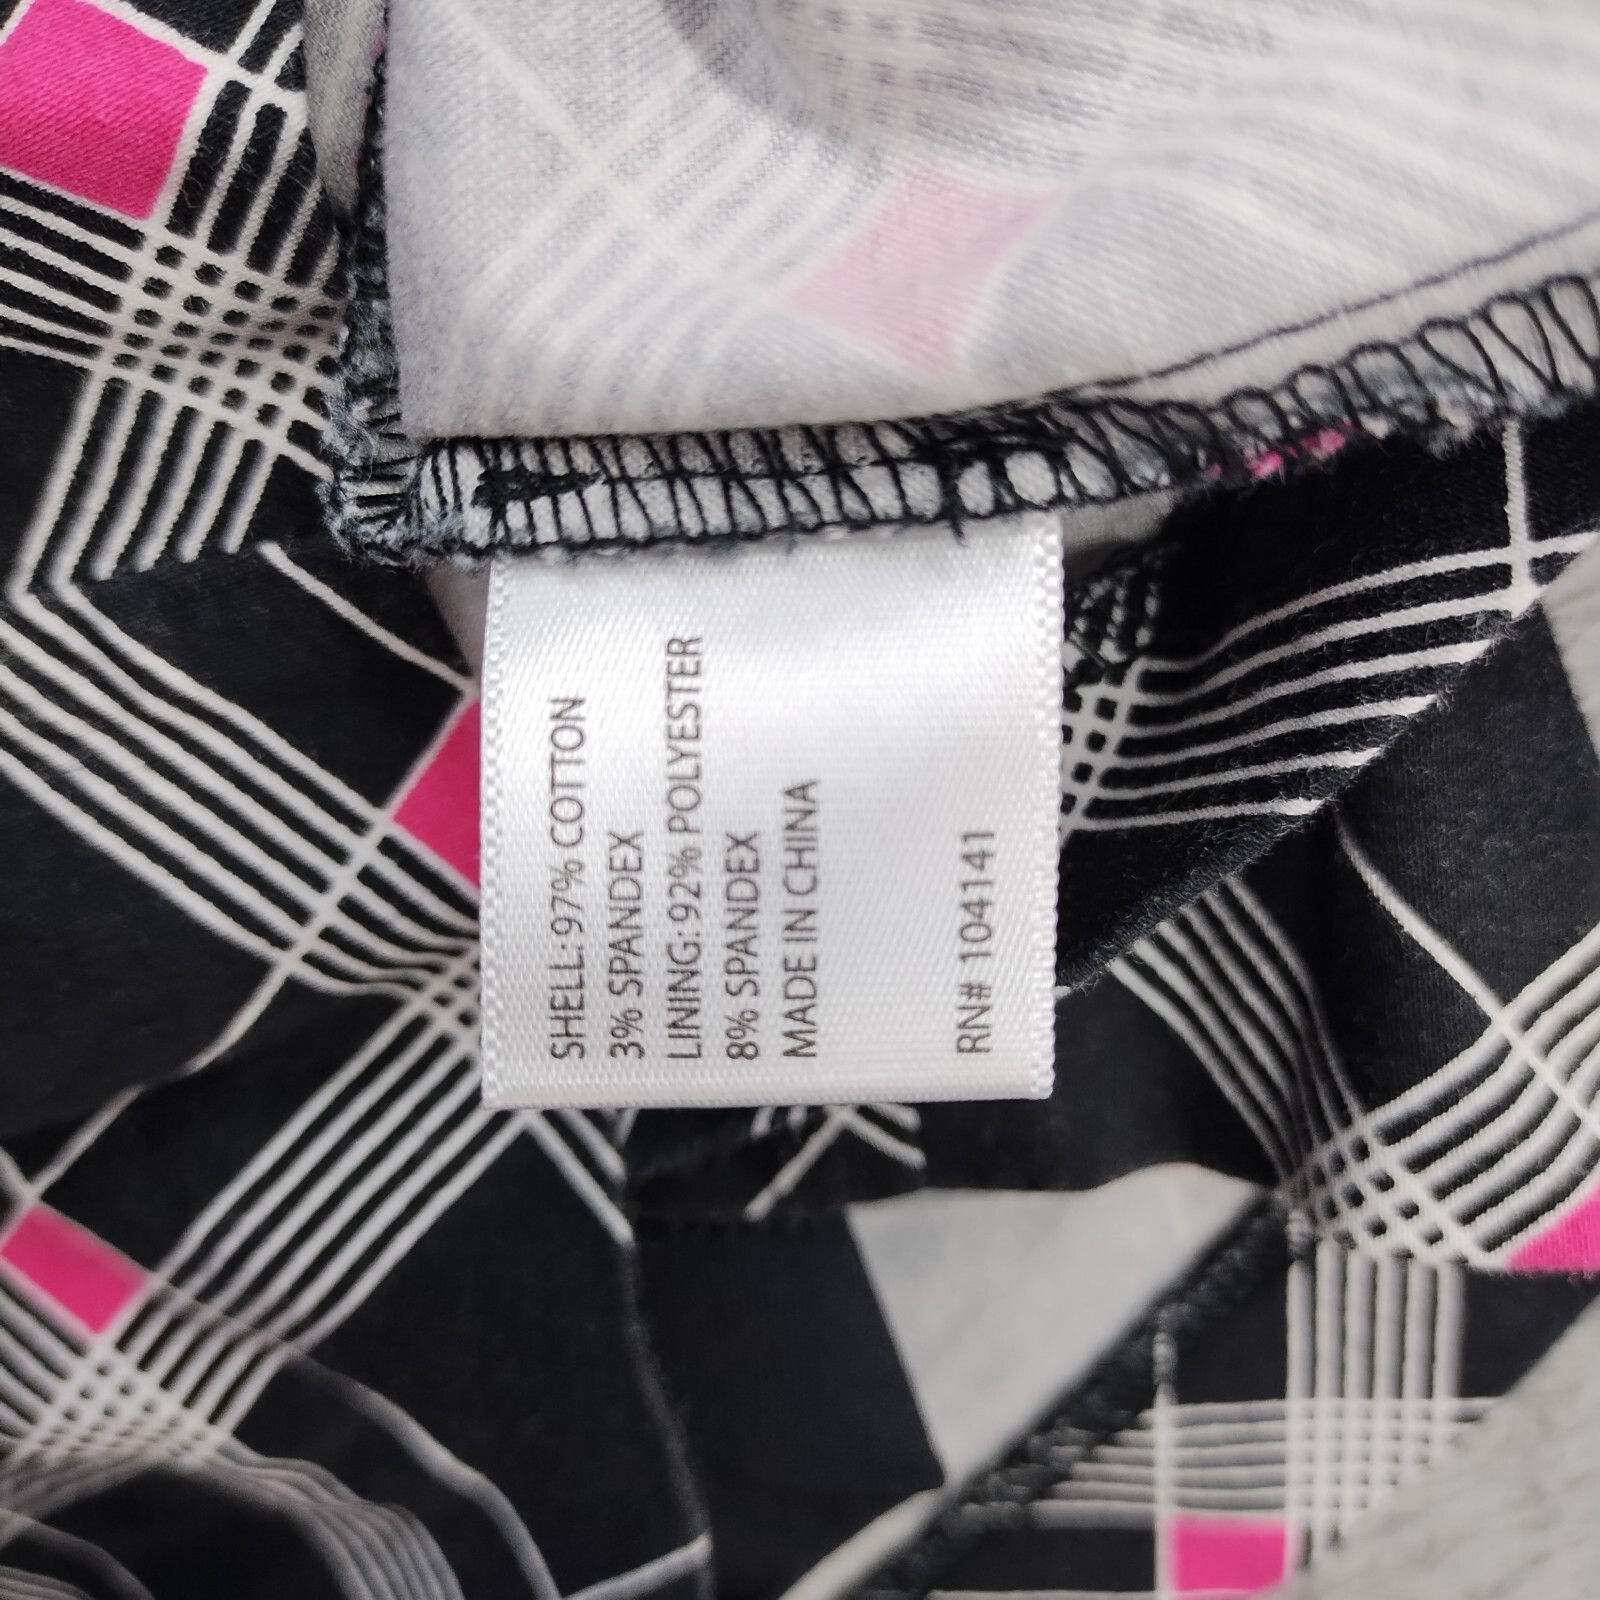 SHELL: 97% COTTON
3% SPANDEX
LINING: 92% POLYESTER
8% SPANDEX
MADE IN CHINA
RN# 104141